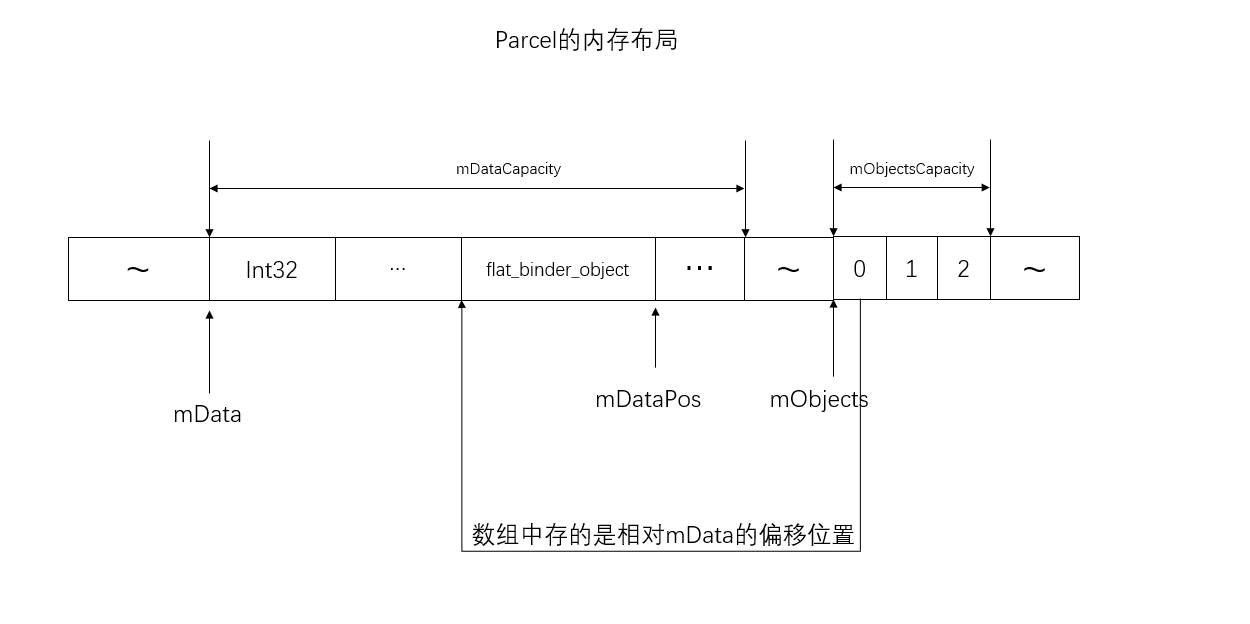 Parcel的内存布局
mDataCapacity
mObjectsCapacity
~ Int32 ... flat_binder_object ... ~ 0 1 2 ~
mData
mDataPos
mObjects
数组中存的是相对mData的偏移位置